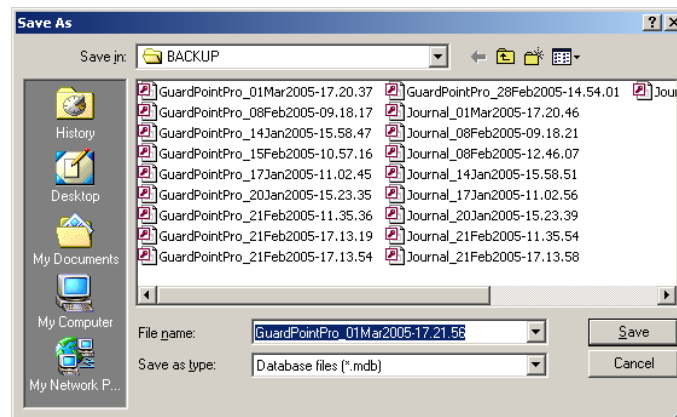 Save As
Save in: BACKUP
History
Desktop
My Documents
My Computer
My Network P...
GuardPointPro_01Mar2005-17.20.37
GuardPointPro_08Feb2005-09.18.17
GuardPointPro_14Jan2005-15.58.47
GuardPointPro_15Feb2005-10.57.16
GuardPointPro_17Jan2005-11.02.45
GuardPointPro_20Jan2005-15.23.35
GuardPointPro_21Feb2005-11.35.36
GuardPointPro_21Feb2005-17.13.19
GuardPointPro_21Feb2005-17.13.54
GuardPointPro_28Feb2005-14.54.01
Journal_01Mar2005-17.20.46
Journal_08Feb2005-09.18.21
Journal_08Feb2005-12.46.07
Journal_14Jan2005-15.58.51
Journal_17Jan2005-11.02.56
Journal_20Jan2005-15.23.39
Journal_21Feb2005-11.35.54
Journal_21Feb2005-17.13.58
Jour
File name: GuardPointPro_01Mar2005-17.21.56 Save
Save as type: Database files (*.mdb) Cancel